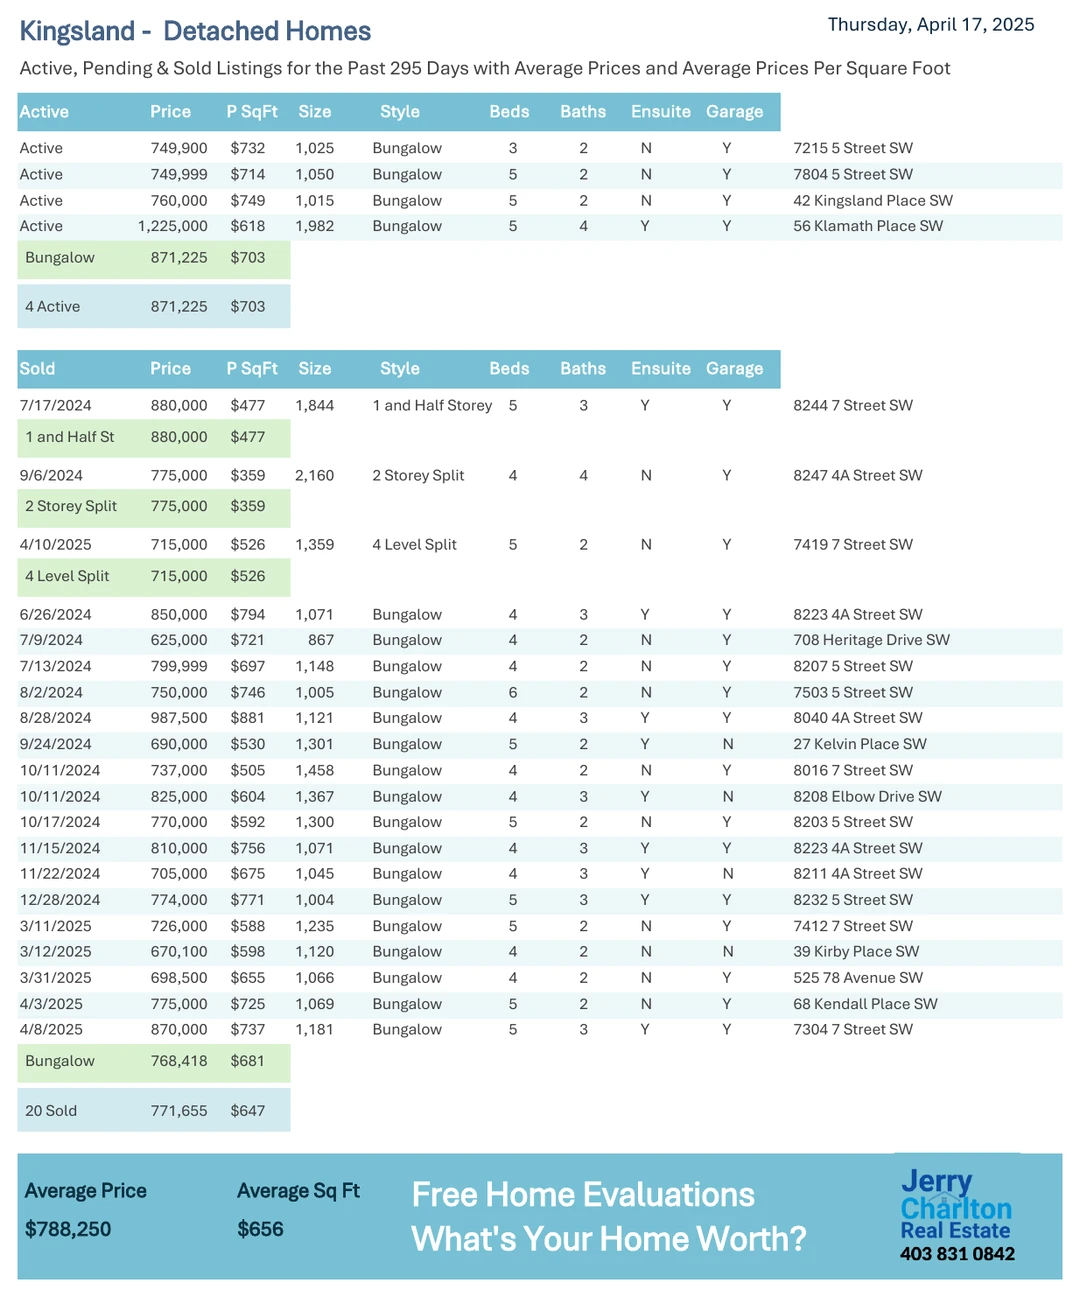 Kingsland - Detached Homes
Thursday, April 17, 2025
Active, Pending & Sold Listings for the Past 295 Days with Average Prices and Average Prices Per Square Foot
Active Price P SqFt Size Style Beds Baths Ensuite Garage
Active 749,900 $732 1,025 Bungalow 3 2 N Y 7215 5 Street SW
Active 749,999 $714 1,050 Bungalow 5 2 N Y 7804 5 Street SW
Active 760,000 $749 1,015 Bungalow 5 2 N Y 42 Kingsland Place SW
Active 1,225,000 $618 1,982 Bungalow 5 4 Y Y 56 Klamath Place SW
Bungalow 871,225 $703
4 Active 871,225 $703
Sold Price P SqFt Size Style Beds Baths Ensuite Garage
7/17/2024 880,000 $477 1,844 1 and Half Storey 5 3 Y Y 8244 7 Street SW
1 and Half St 880,000 $477
9/6/2024 775,000 $359 2,160 2 Storey Split 4 4 N Y 8247 4A Street SW
2 Storey Split 775,000 $359
4/10/2025 715,000 $526 1,359 4 Level Split 5 2 N Y 7419 7 Street SW
4 Level Split 715,000 $526
6/26/2024 850,000 $794 1,071 Bungalow 4 3 Y Y 8223 4A Street SW
7/9/2024 625,000 $721 867 Bungalow 4 2 N Y 708 Heritage Drive SW
7/13/2024 799,999 $697 1,148 Bungalow 4 2 N Y 8207 5 Street SW
8/2/2024 750,000 $746 1,005 Bungalow 6 2 N Y 7503 5 Street SW
8/28/2024 987,500 $881 1,121 Bungalow 4 3 Y Y 8040 4A Street SW
9/24/2024 690,000 $530 1,301 Bungalow 5 2 Y N 27 Kelvin Place SW
10/11/2024 737,000 $505 1,458 Bungalow 4 2 N Y 8016 7 Street SW
10/11/2024 825,000 $604 1,367 Bungalow 4 3 Y N 8208 Elbow Drive SW
10/17/2024 770,000 $592 1,300 Bungalow 5 2 N Y 8203 5 Street SW
11/15/2024 810,000 $756 1,071 Bungalow 4 3 Y Y 8223 4A Street SW
11/22/2024 705,000 $675 1,045 Bungalow 4 3 Y N 8211 4A Street SW
12/28/2024 774,000 $771 1,004 Bungalow 5 3 Y Y 8232 5 Street SW
3/11/2025 726,000 $588 1,235 Bungalow 5 2 N Y 7412 7 Street SW
3/12/2025 670,100 $598 1,120 Bungalow 4 2 N N 39 Kirby Place SW
3/31/2025 698,500 $655 1,066 Bungalow 4 2 N Y 525 78 Avenue SW
4/3/2025 775,000 $725 1,069 Bungalow 5 2 N Y 68 Kendall Place SW
4/8/2025 870,000 $737 1,181 Bungalow 5 3 Y Y 7304 7 Street SW
Bungalow 768,418 $681
20 Sold 771,655 $647
Average Price Average Sq Ft
$788,250 $656
Free Home Evaluations
What's Your Home Worth?
Jerry
Charlton
Real Estate
403 831 0842